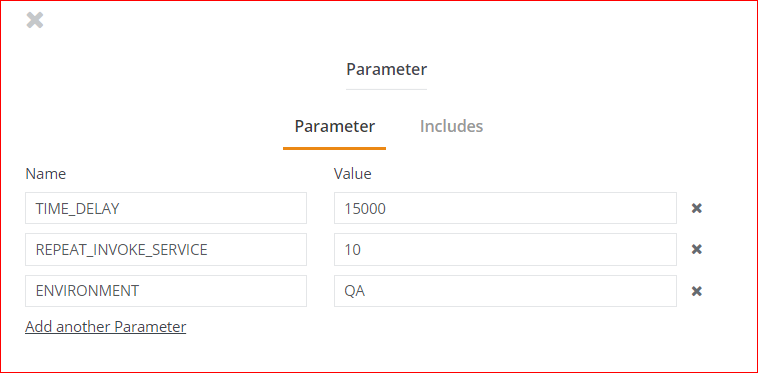 Parameter
Parameter Includes
Name Value
TIME_DELAY 15000
REPEAT_INVOKE_SERVICE 10
ENVIRONMENT QA
Add another Parameter